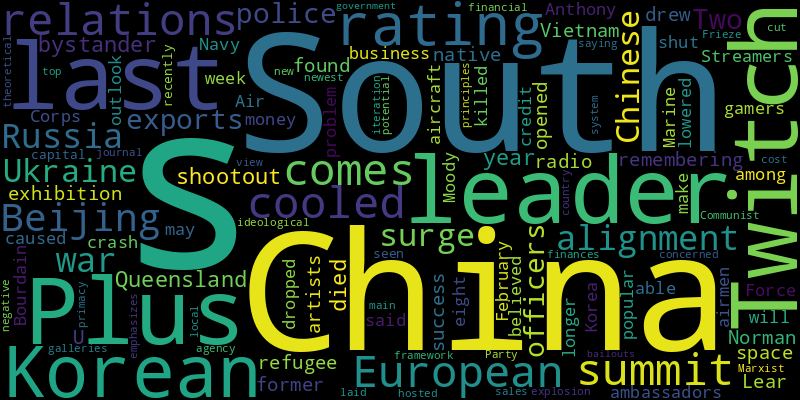 relations police rating government financial Anthony drew Two
theoretical last bystander Navy business Vietnam shut Frieze cut
top outlook recently week found native Chinese Streamers saying
Corps exports Air new newest iteration potential aircraft principles killed credit opened system Marine lowered gamers Twitch
Russia money problem South
capital journal view shootout comes Moody year radio remembering among
Ukraine S cooled leader country make cost
exhibition Communist
Beijing may ideological surge officers alignment
caused crash seen finances concerned
war Queensland China February believed
negative Bourdain Plus primacy emphasizes local U dropped artists died main said success eight longer Korea popular able airmen Force
will Norman
galleries agency framework Party summit space Marxist
Korean refugee European bailouts Lear
former laid hosted sales explosion ambassadors